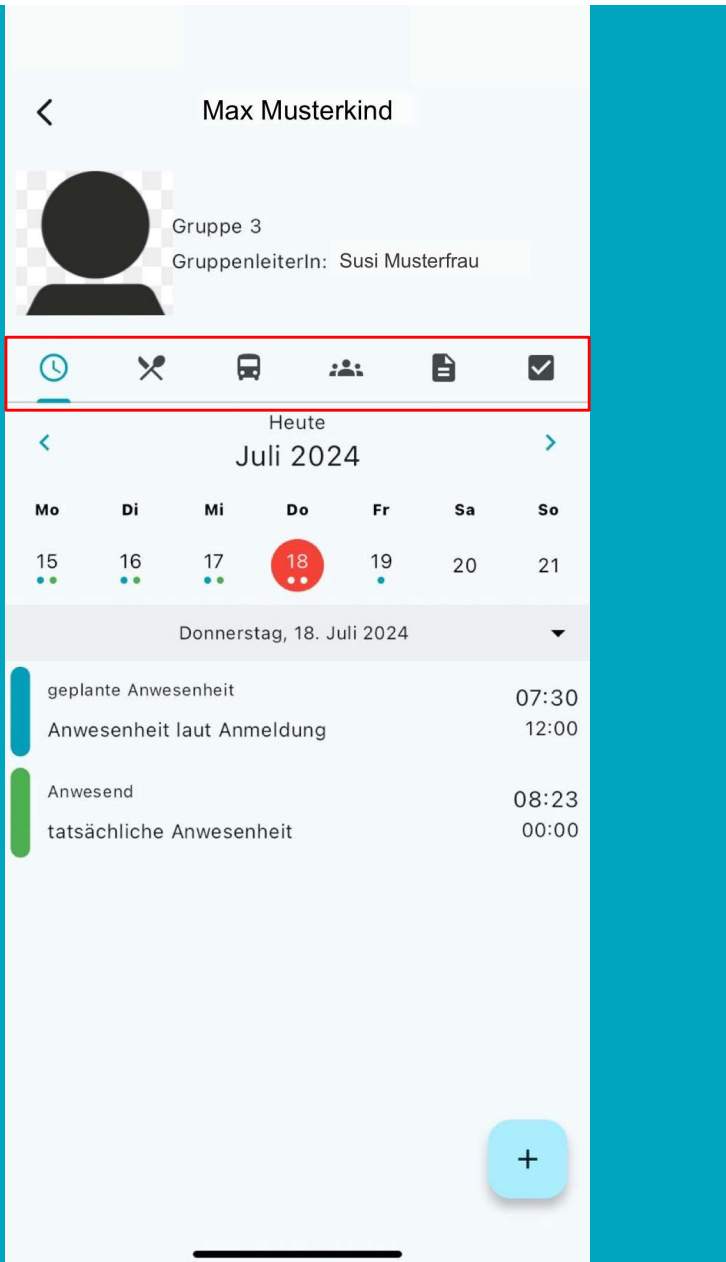 Max Musterkind
Gruppe 3
GruppenleiterIn: Susi Musterfrau
Heute
Juli 2024
Mo Di Mi Do Fr Sa So
15 16 17 18 19 20 21
Donnerstag, 18. Juli 2024
geplante Anwesenheit 07:30
Anwesenheit laut Anmeldung 12:00
Anwesend 08:23
tatsächliche Anwesenheit 00:00
+